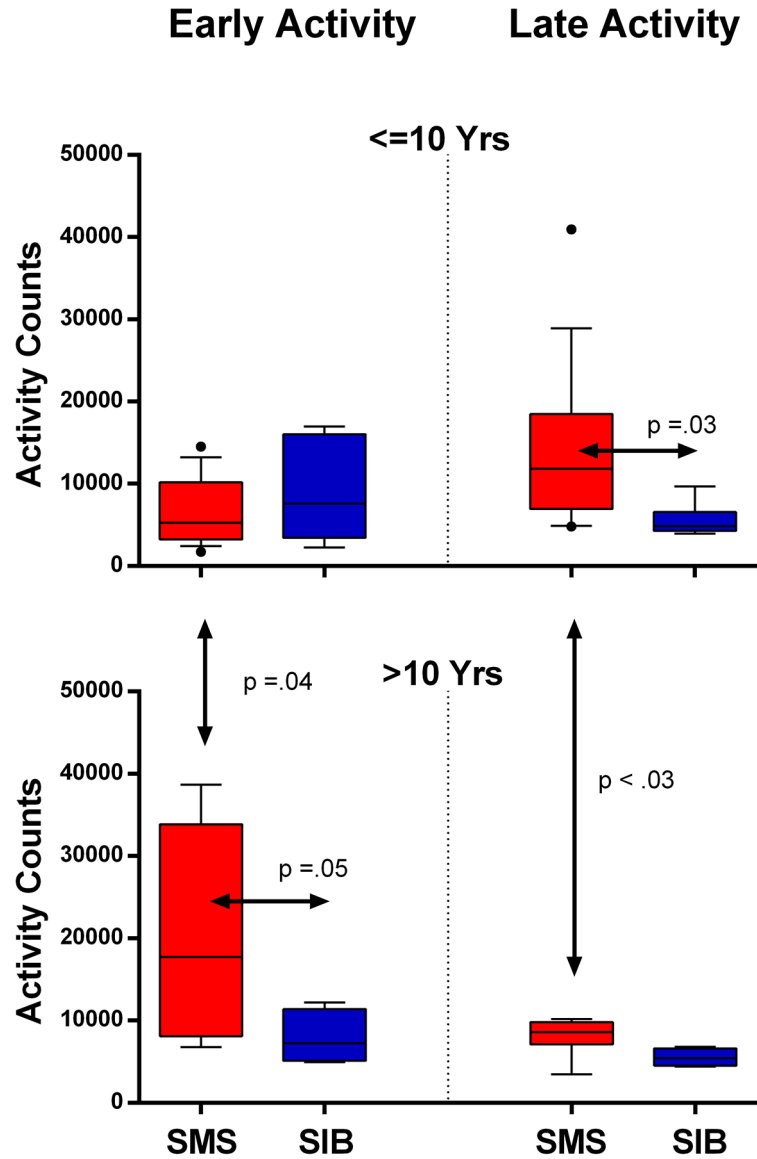 Early Activity Late Activity
<=10 Yrs
50000
40000
30000
20000
10000
0
Activity Counts
p =.03
p =.04
>10 Yrs
50000
40000
30000
20000
10000
0
Activity Counts
p < .03
p =.05
SMS SIB SMS SIB